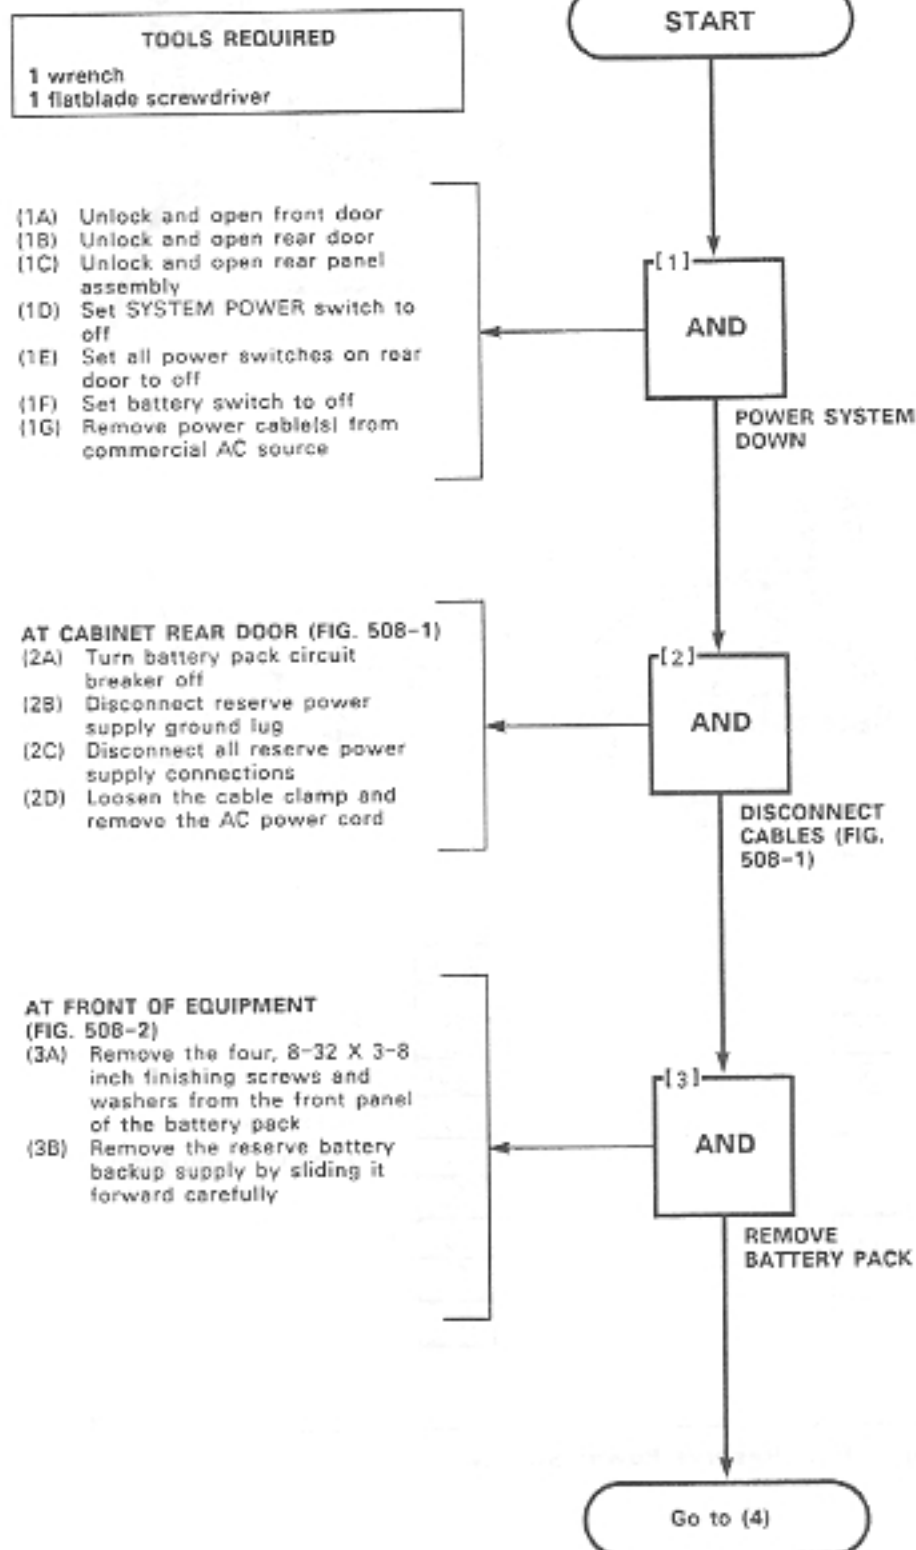 START
TOOLS REQUIRED
1 wrench
1 flatblade screwdriver
(1A) Unlock and open front door
(1B) Unlock and open rear door
(1C) Unlock and open rear panel
assembly
(1D) Set SYSTEM POWER switch to
off
(1E) Set all power switches on rear
door to off
(1F) Set battery switch to off
(1G) Remove power cable(s) from
commercial AC source
[1]
AND
POWER SYSTEM
DOWN
AT CABINET REAR DOOR (FIG. 508-1)
(2A) Turn battery pack circuit
breaker off
(2B) Disconnect reserve power
supply ground lug
(2C) Disconnect all reserve power
supply connections
(2D) Loosen the cable clamp and
remove the AC power cord
[2]
AND
DISCONNECT
CABLES (FIG.
508-1)
AT FRONT OF EQUIPMENT
(FIG. 508-2)
(3A) Remove the four, 8-32 X 3-8
inch finishing screws and
washers from the front panel
of the battery pack
(3B) Remove the reserve battery
backup supply by sliding it
forward carefully
[3]
AND
REMOVE
BATTERY PACK
Go to (4)